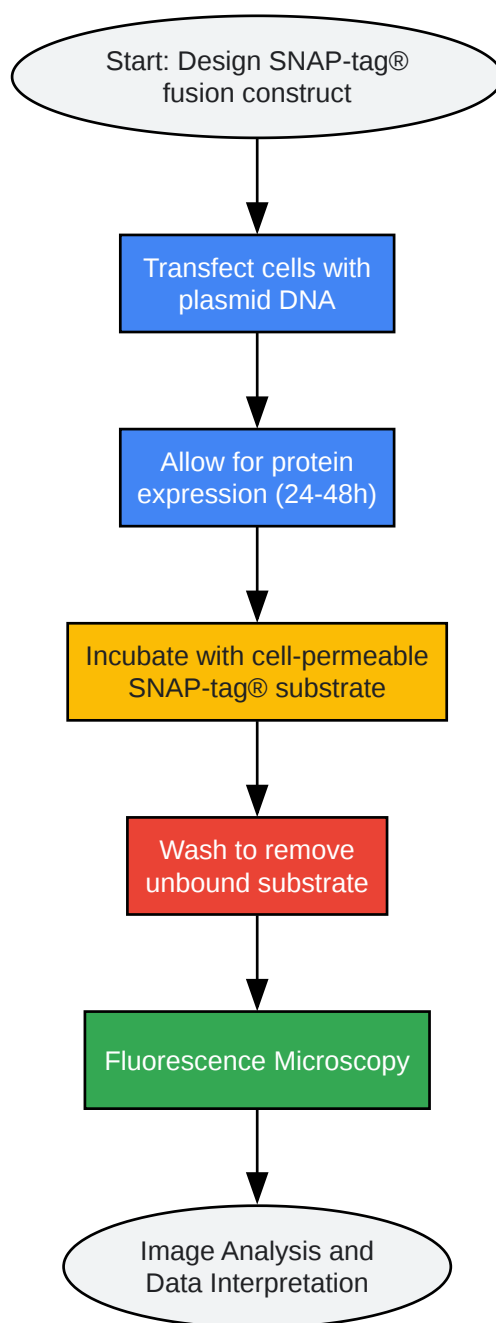 Start: Design SNAP-tag®
fusion construct
Transfect cells with
plasmid DNA
Allow for protein
expression (24-48h)
Incubate with cell-permeable
SNAP-tag® substrate
Wash to remove
unbound substrate
Fluorescence Microscopy
Image Analysis and
Data Interpretation